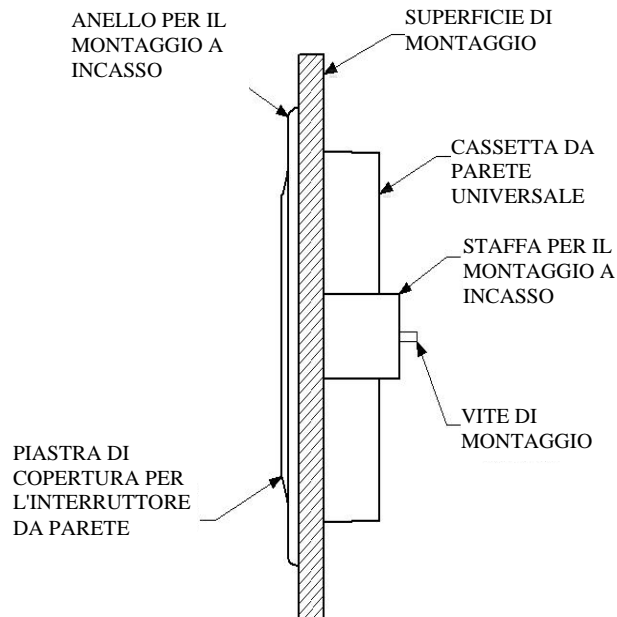 ANELLO PER IL
MONTAGGIO A
INCASSO
SUPERFICIE DI
MONTAGGIO
CASSETTA DA
PARETE
UNIVERSALE
STAFFA PER IL
MONTAGGIO A
INCASSO
VITE DI
MONTAGGIO
PIASTRA DI
COPERTURA PER
L'INTERRUTTORE
DA PARETE